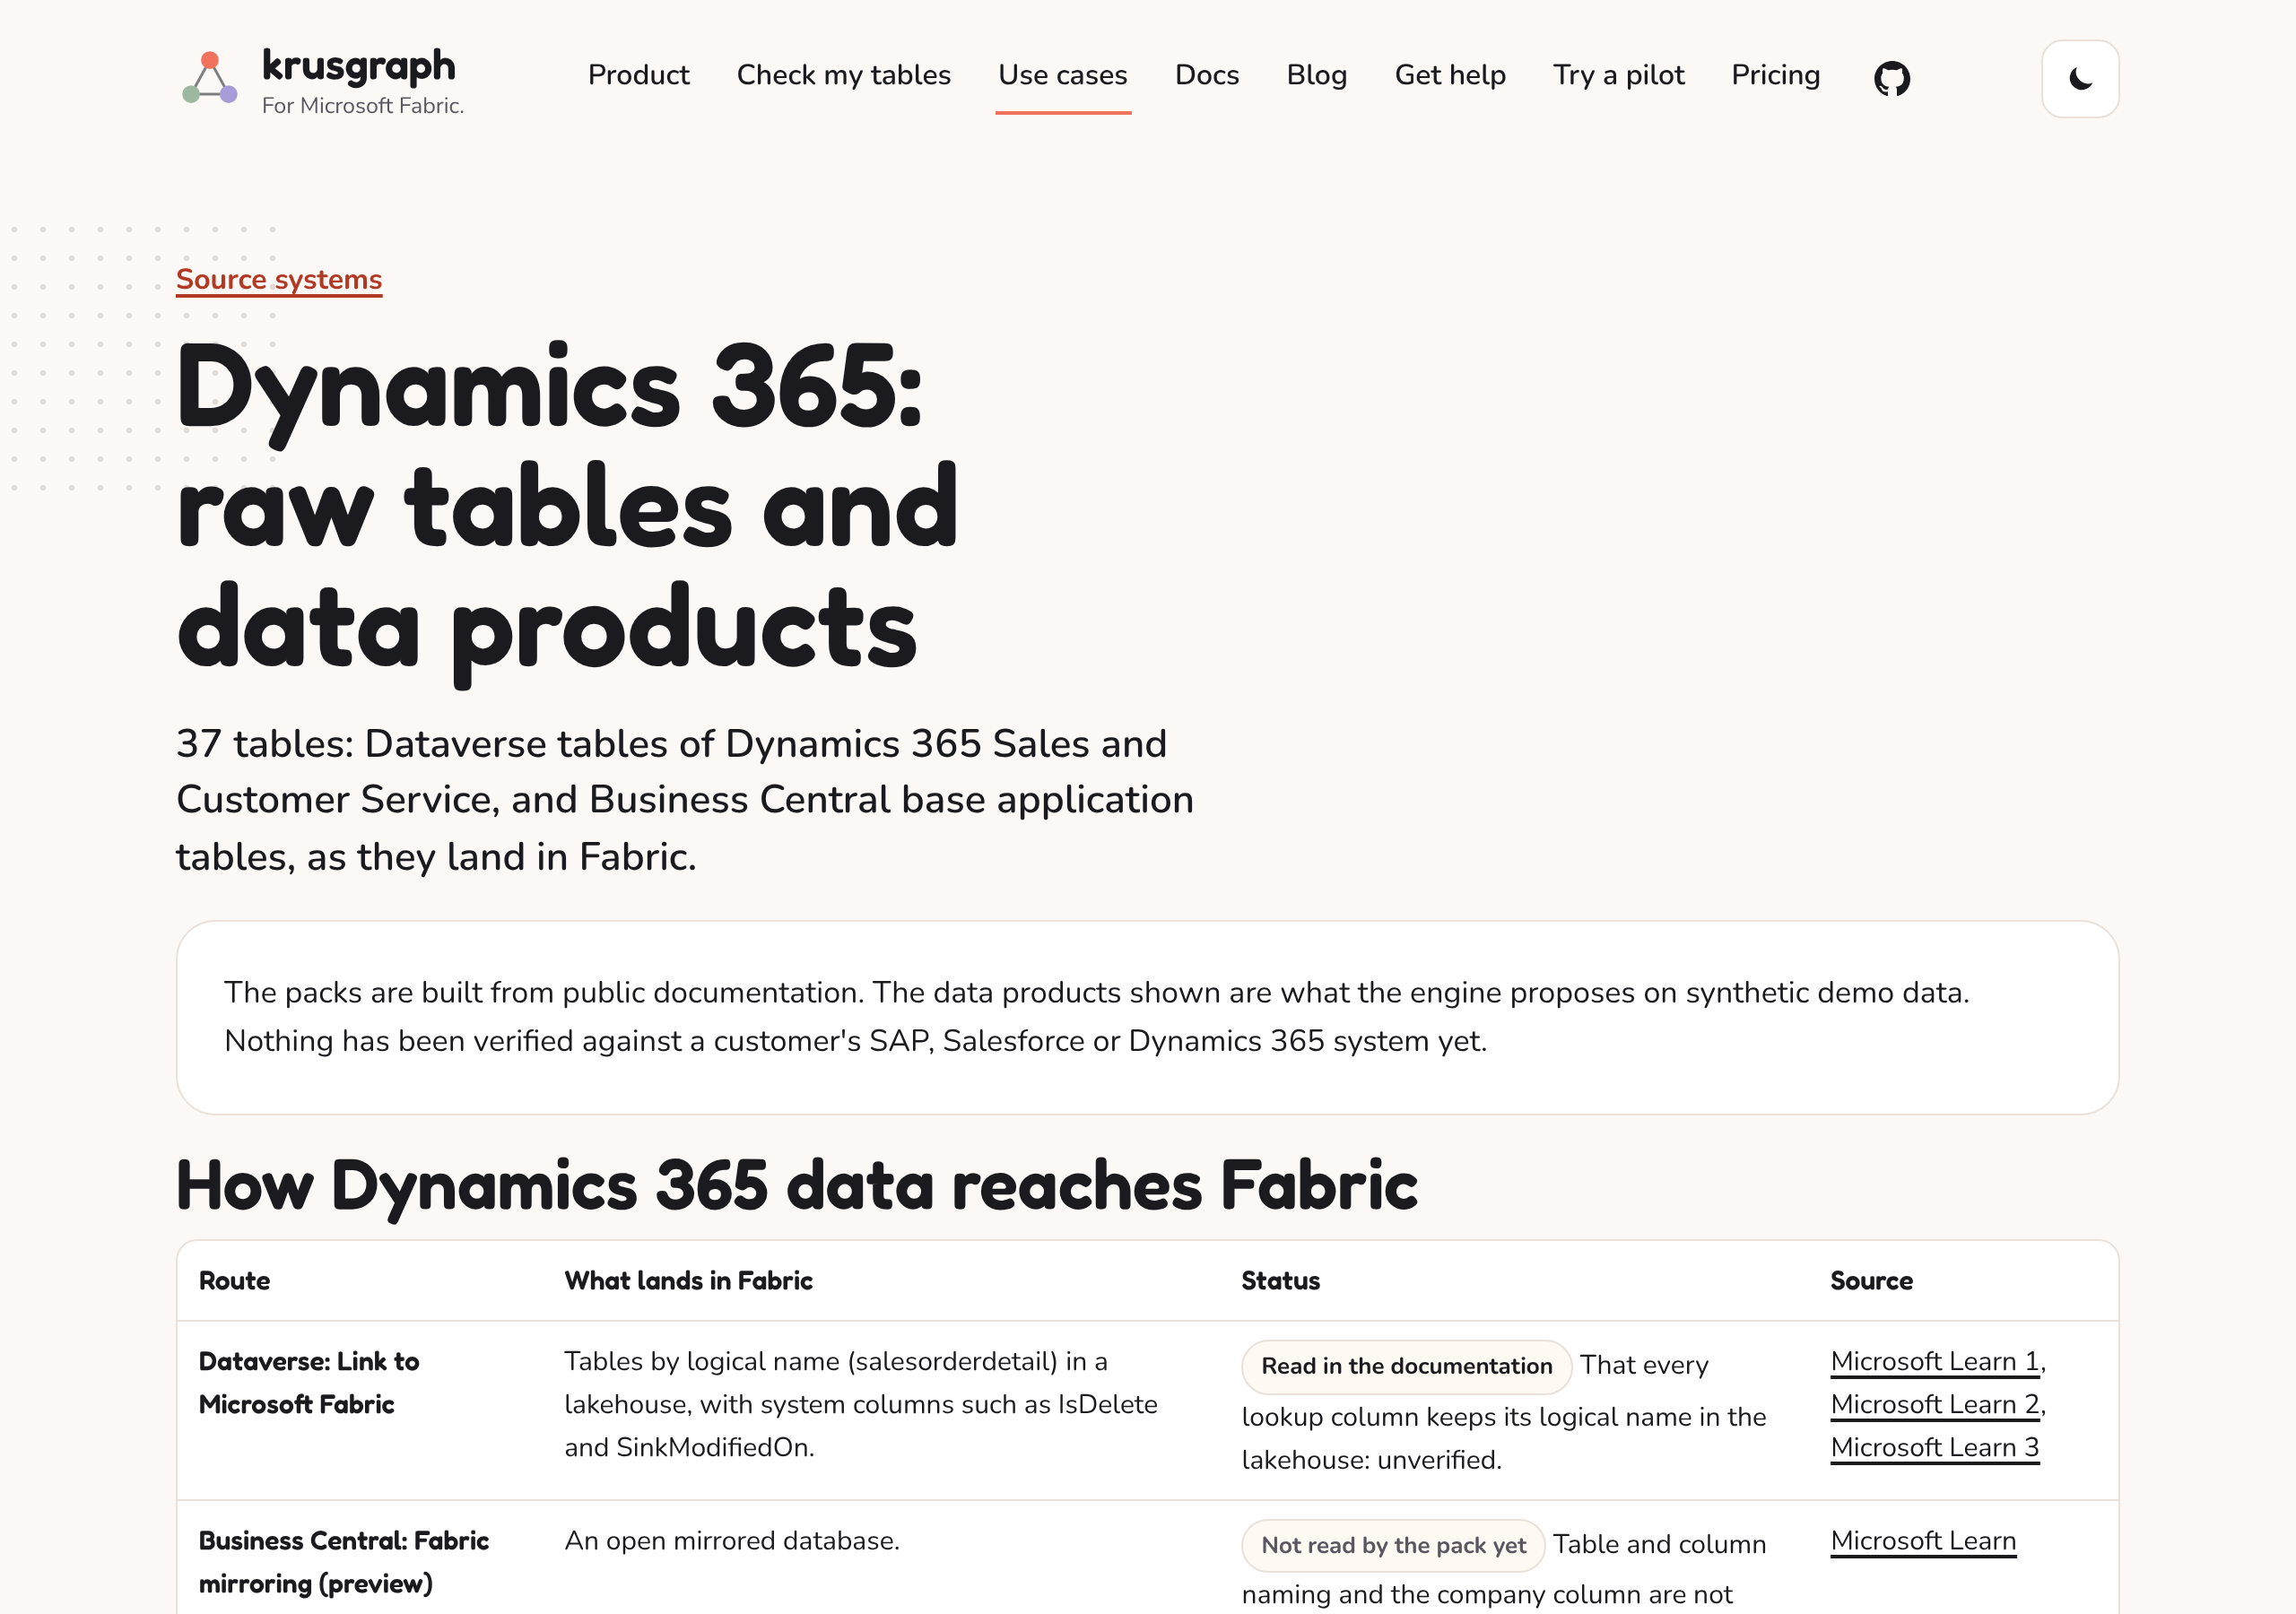 krusgraph
For Microsoft Fabric.
Product
Check my tables
Use cases
Docs
Blog
Get help
Try a pilot
Pricing
Source systems
Dynamics 365:
raw tables and
data products
37 tables: Dataverse tables of Dynamics 365 Sales and
Customer Service, and Business Central base application
tables, as they land in Fabric.
The packs are built from public documentation. The data products shown are what the engine proposes on synthetic demo data.
Nothing has been verified against a customer's SAP, Salesforce or Dynamics 365 system yet.
How Dynamics 365 data reaches Fabric
Route
What lands in Fabric
Status
Source
Dataverse: Link to
Microsoft Fabric
Tables by logical name (salesorderdetail) in a
lakehouse, with system columns such as IsDelete
and SinkModifiedOn.
Read in the documentation That every
lookup column keeps its logical name in the
lakehouse: unverified.
Microsoft Learn 1,
Microsoft Learn 2,
Microsoft Learn 3
Business Central: Fabric
mirroring (preview)
An open mirrored database.
Not read by the pack yet Table and column
naming and the company column are not
Microsoft Learn